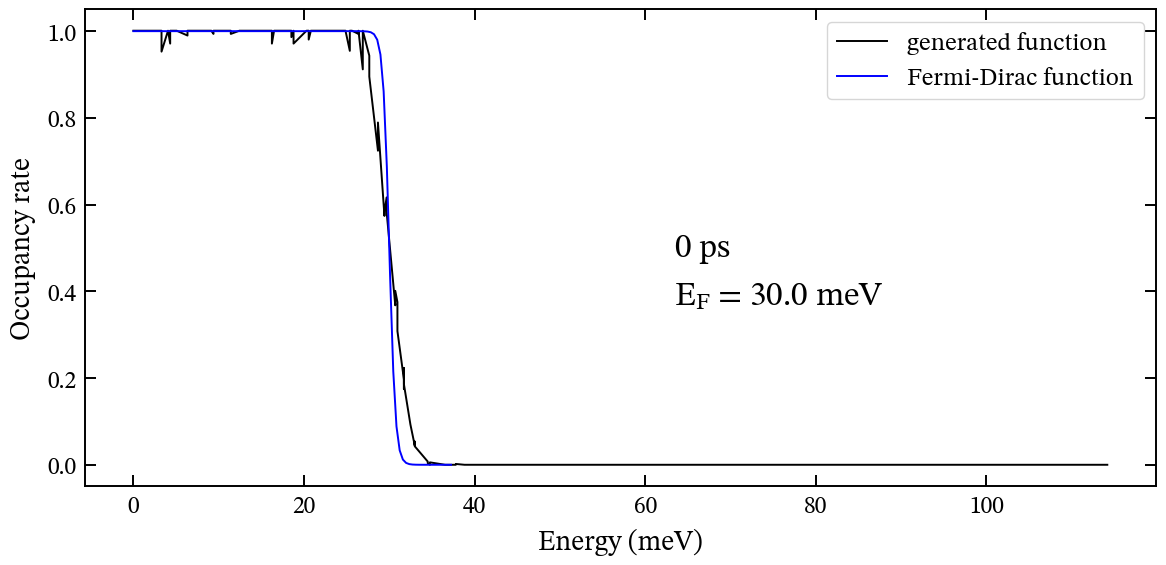 1.0
0.8
0.6
0.4
0.2
0.0
Occupancy rate
generated function
Fermi-Dirac function
0 ps
E_F = 30.0 meV
0 20 40 60 80 100
Energy (meV)